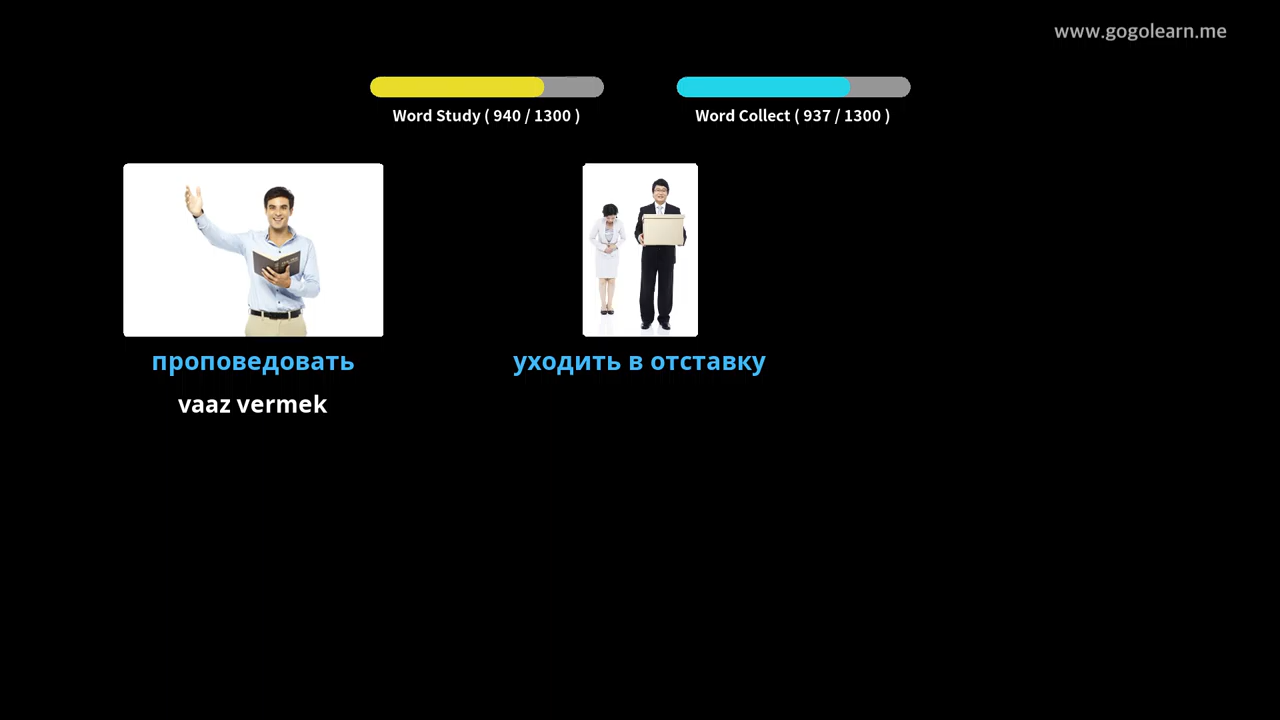 www.gogolearn.me
Word Study ( 940 / 1300 )
Word Collect ( 937 / 1300 )
проповедовать
уходить в отставку
vaaz vermek